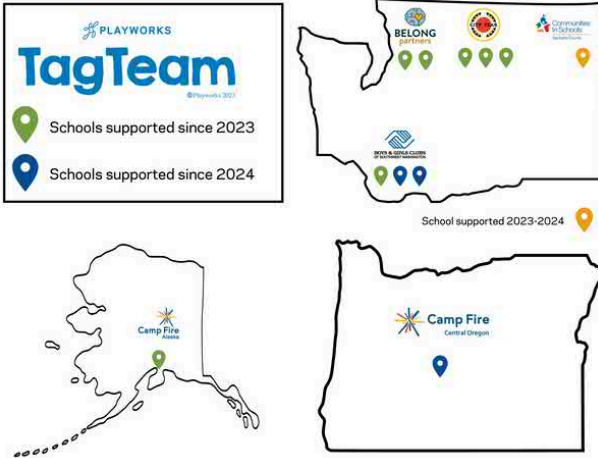 PLAYWORKS
TagTeam
©Playworks 2023
Schools supported since 2023
Schools supported since 2024
BELONG
partners
Communities
In Schools
BOYS & GIRLS CLUBS
OF SOUTHWEST WASHINGTON
School supported 2023-2024
Camp Fire
Alaska
Camp Fire
Central Oregon